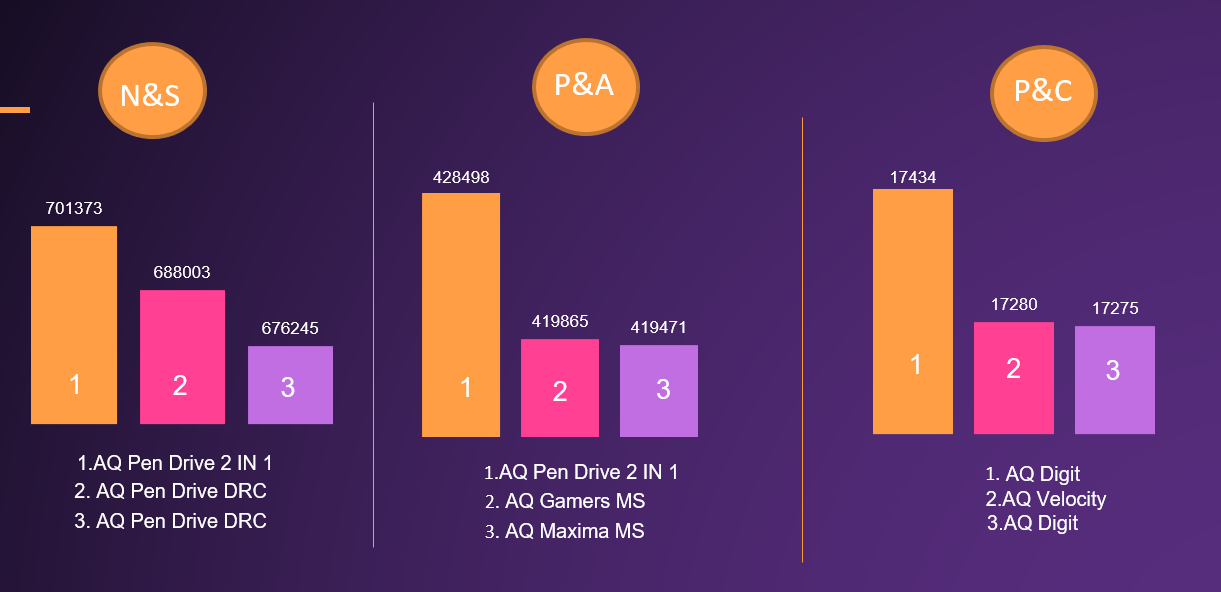 N&S
701373
688003
676245
1
2
3
1.AQ Pen Drive 2 IN 1
2. AQ Pen Drive DRC
3. AQ Pen Drive DRC
P&A
428498
419865
419471
1
2
3
1.AQ Pen Drive 2 IN 1
2. AQ Gamers MS
3. AQ Maxima MS
P&C
17434
17280
17275
1
2
3
1. AQ Digit
2.AQ Velocity
3.AQ Digit